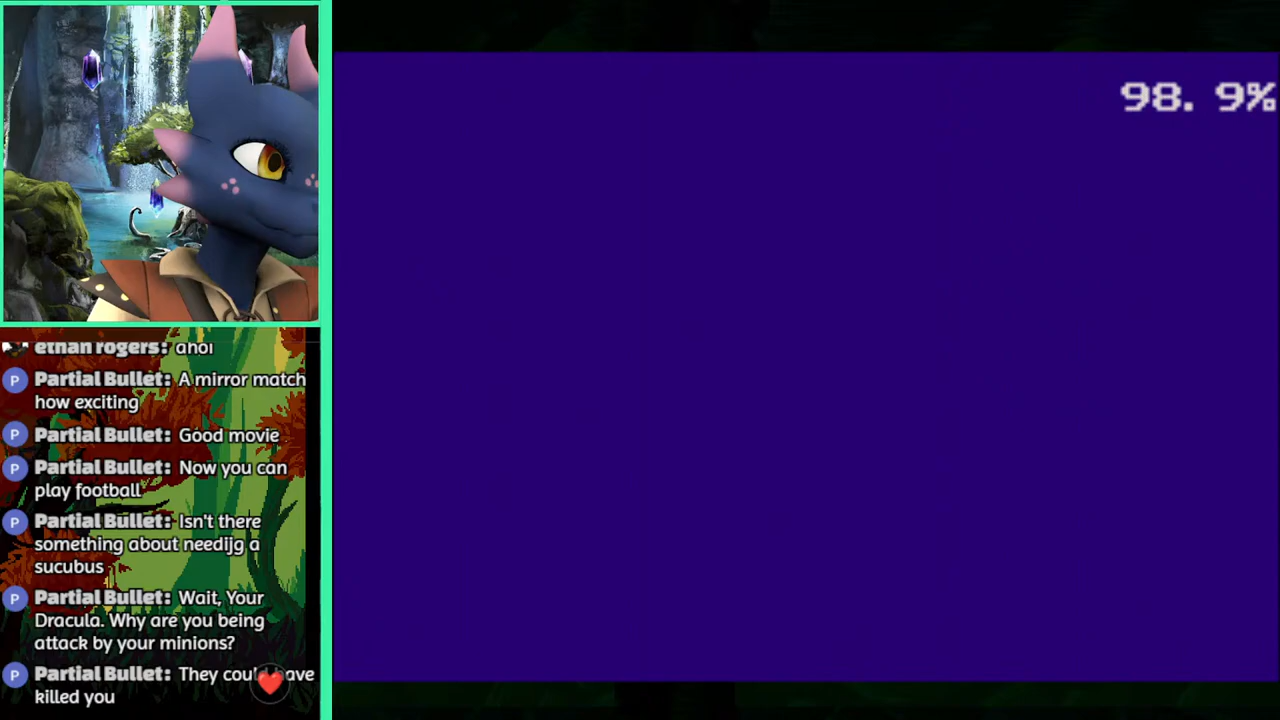 98. 9%
ethan rogers: ahoi
Partial Bullet: A mirror match
how exciting
Partial Bullet: Good movie
Partial Bullet: Now you can
play football
Partial Bullet: Isn't there
something about needijg a
sucubus
Partial Bullet: Wait, Your
Dracula. Why are you being
attack by your minions?
Partial Bullet: They could have
killed you